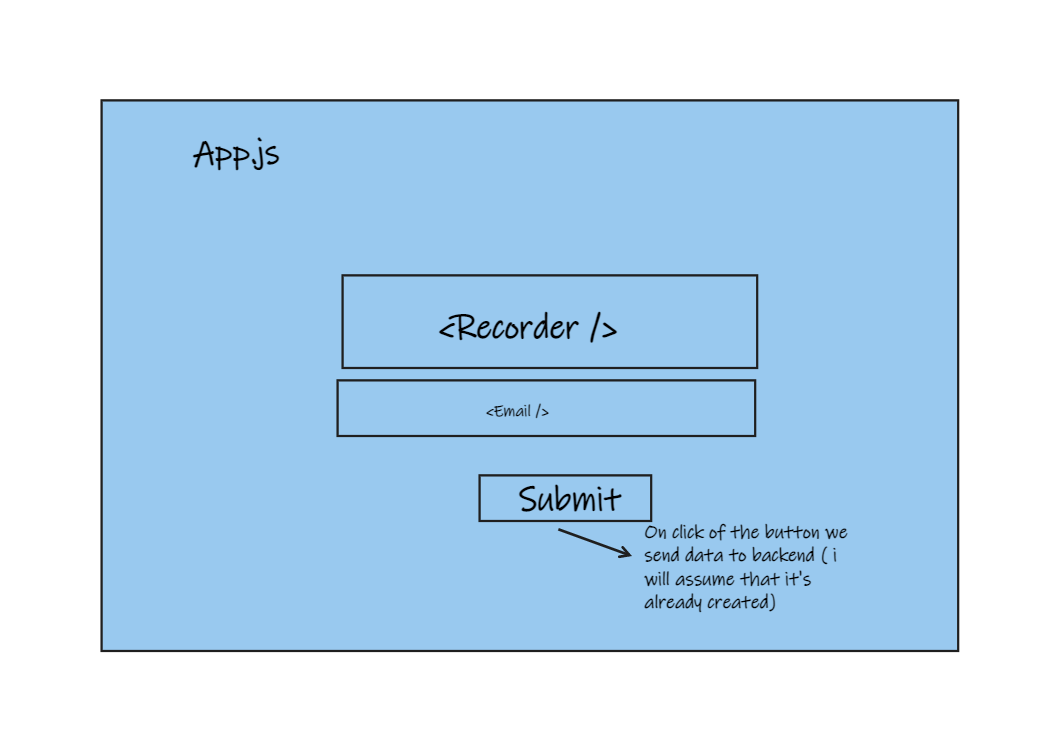 App.js
<Recorder />
<Email />
Submit
On click of the button we
send data to backend ( i
will assume that it's
already created)